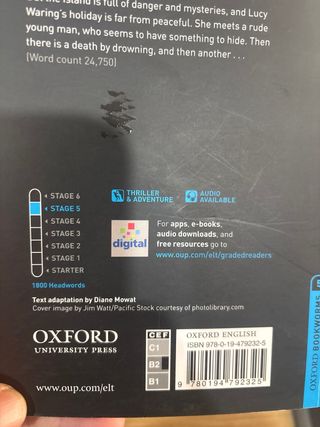 the island is full of danger and mysteries, and Lucy
Waring's holiday is far from peaceful. She meets a rude
young man, who seems to have something to hide. Then
there is a death by drowning, and then another . . .
(Word count 24,750)
STAGE 6
STAGE 5
STAGE 4
STAGE 3
STAGE 2
STAGE 1
STARTER
1800 Headwords
THRILLER
& ADVENTURE
AUDIO
AVAILABLE
digital
For apps, e-books,
audio downloads, and
free resources go to
www.oup.com/elt/gradedreaders
Text adaptation by Diane Mowat
Cover image by Jim Watt/Pacific Stock courtesy of photolibrary.com
OXFORD
UNIVERSITY PRESS
www.oup.com/elt
CEF
C1
B2
B1
OXFORD ENGLISH
ISBN 978-0-19-479232-5
9 780194 792325
5
OXFORD BOOKWORMS